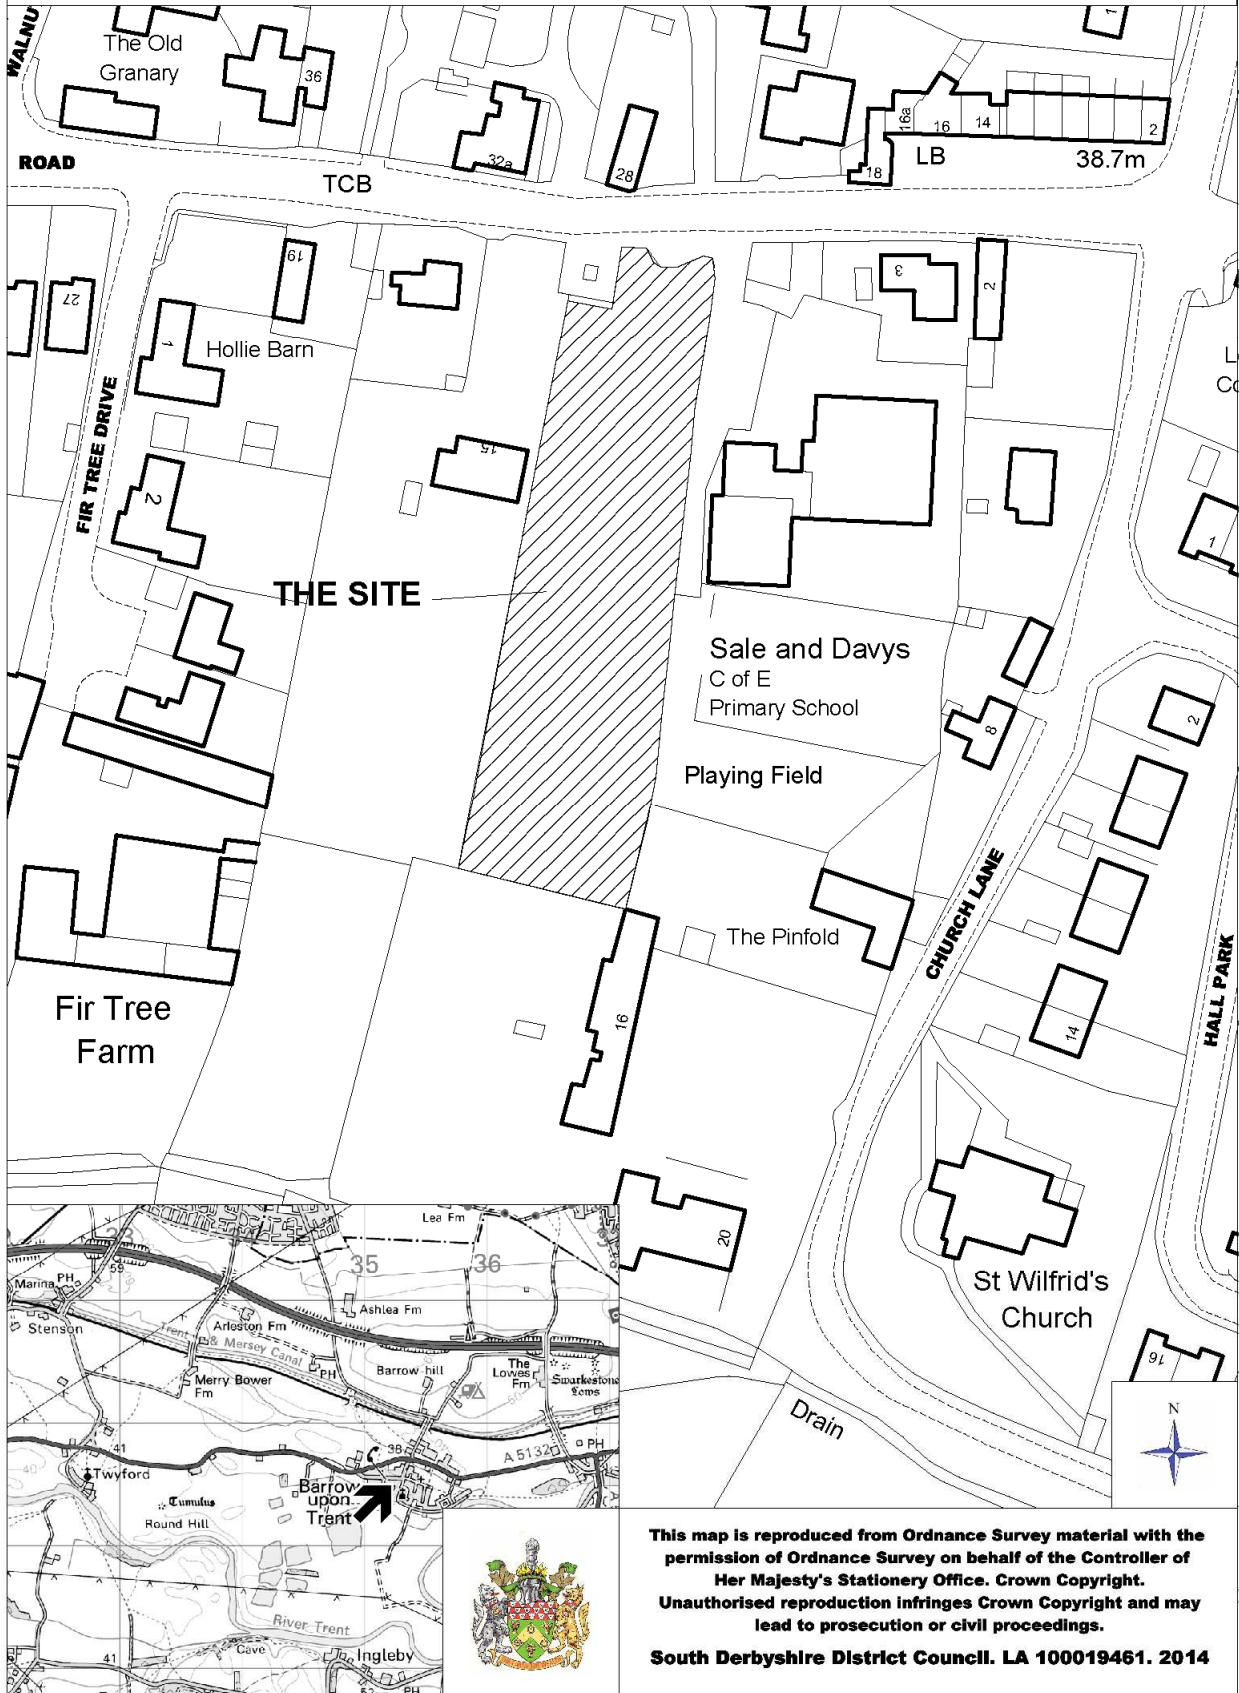 WALNU
The Old
Granary
36
32a
28
16a
16
14
2
18
LB
38.7m
1
ROAD
TCB
27
19
1
Hollie Barn
3
2
L
Co
FIR TREE DRIVE
15
2
1
THE SITE
Sale and Davys
C of E
Primary School
8
2
Playing Field
CHURCH LANE
The Pinfold
HALL PARK
Fir Tree
Farm
16
14
20
St Wilfrid's
Church
16
Drain
N
Lea Fm
35
36
59
Marina
PH
Stenson
Ashlea Fm
Arleston Fm
Trent & Mersey Canal
PH
Barrow hill
The
Lowes
Fm
Swarkestone
Lows
Merry Bower
Fm
41
38
A 5132
PH
Twyford
Barrow
upon
Trent
Tumulus
Round Hill
River Trent
Cave
Ingleby
41
PH
This map is reproduced from Ordnance Survey material with the
permission of Ordnance Survey on behalf of the Controller of
Her Majesty's Stationery Office. Crown Copyright.
Unauthorised reproduction infringes Crown Copyright and may
lead to prosecution or civil proceedings.
South Derbyshire District Council. LA 100019461. 2014